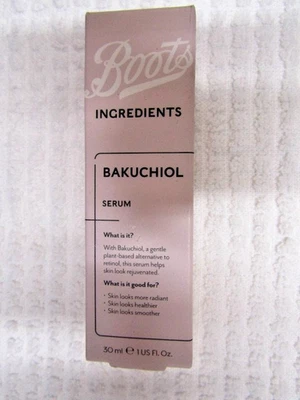 Boots
INGREDIENTS
BAKUCHIOL
SERUM
What is it?
With Bakuchiol, a gentle
plant-based alternative to
retinol, this serum helps
skin look rejuvenated.
What is it good for?
· Skin looks more radiant
· Skin looks healthier
· Skin looks smoother
30 ml ℮ 1 US Fl. Oz.